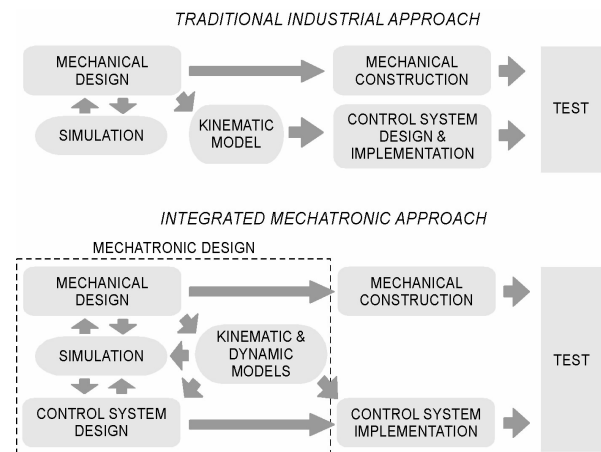 TRADITIONAL INDUSTRIAL APPROACH
MECHANICAL
DESIGN
MECHANICAL
CONSTRUCTION
SIMULATION
KINEMATIC
MODEL
CONTROL SYSTEM
DESIGN &
IMPLEMENTATION
TEST
INTEGRATED MECHATRONIC APPROACH
MECHATRONIC DESIGN
MECHANICAL
DESIGN
MECHANICAL
CONSTRUCTION
SIMULATION
KINEMATIC &
DYNAMIC
MODELS
CONTROL SYSTEM
DESIGN
CONTROL SYSTEM
IMPLEMENTATION
TEST